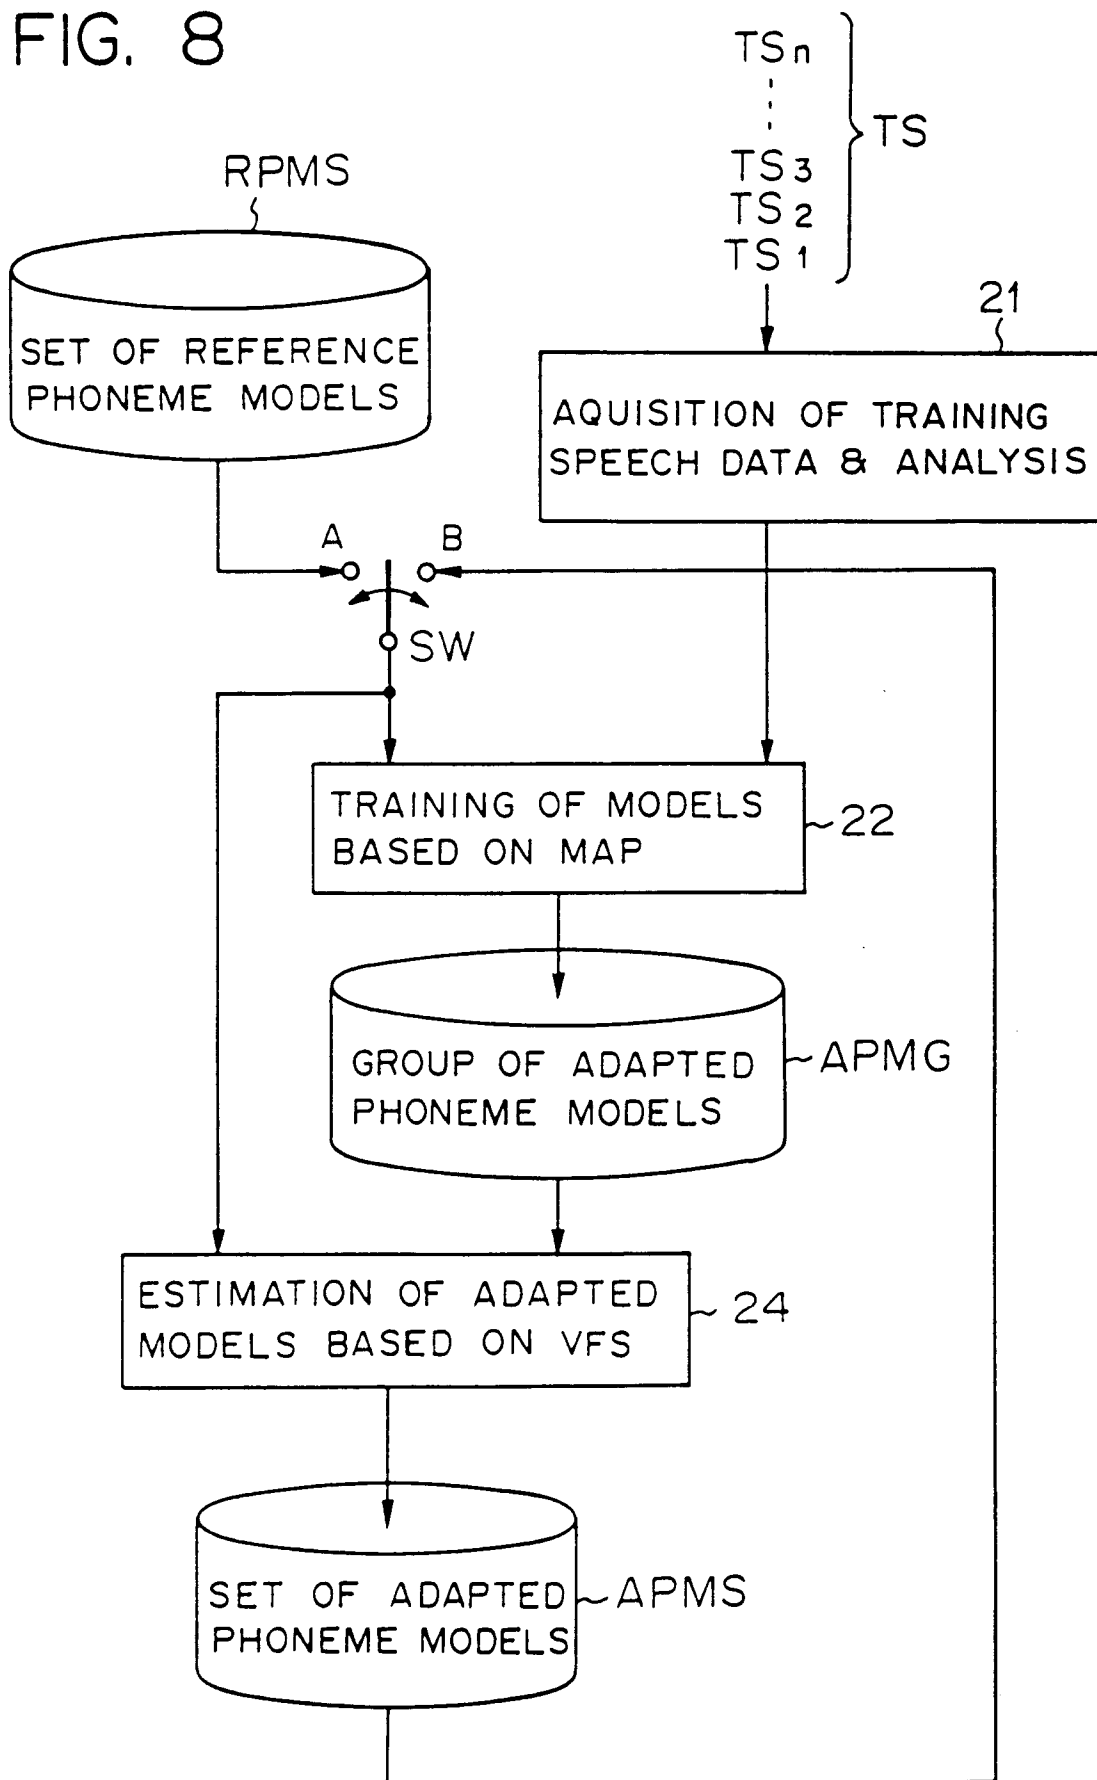 FIG. 8
TSn
TS3
TS2
TS1
TS
RPMS
SET OF REFERENCE
PHONEME MODELS
21
AQUISITION OF TRAINING
SPEECH DATA & ANALYSIS
A
B
SW
TRAINING OF MODELS
BASED ON MAP
22
GROUP OF ADAPTED
PHONEME MODELS
APMG
ESTIMATION OF ADAPTED
MODELS BASED ON VFS
24
SET OF ADAPTED
PHONEME MODELS
APMS